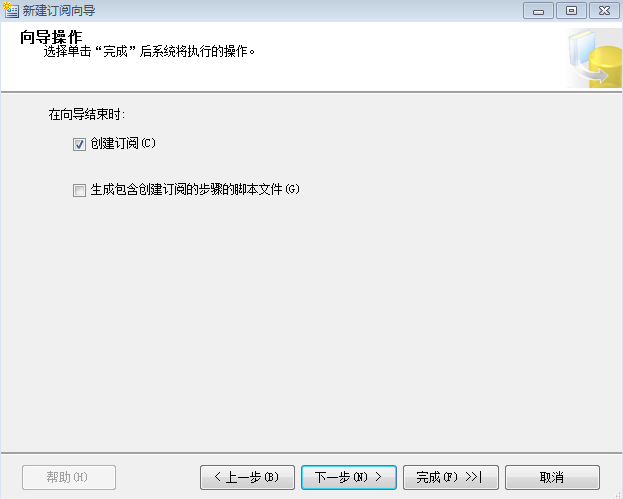 新建订阅向导
向导操作
选择单击“完成”后系统将执行的操作。
在向导结束时:
创建订阅(C)
生成包含创建订阅的步骤的脚本文件(G)
帮助(H)
< 上一步(B)
下一步(N) >
完成(F) >>|
取消